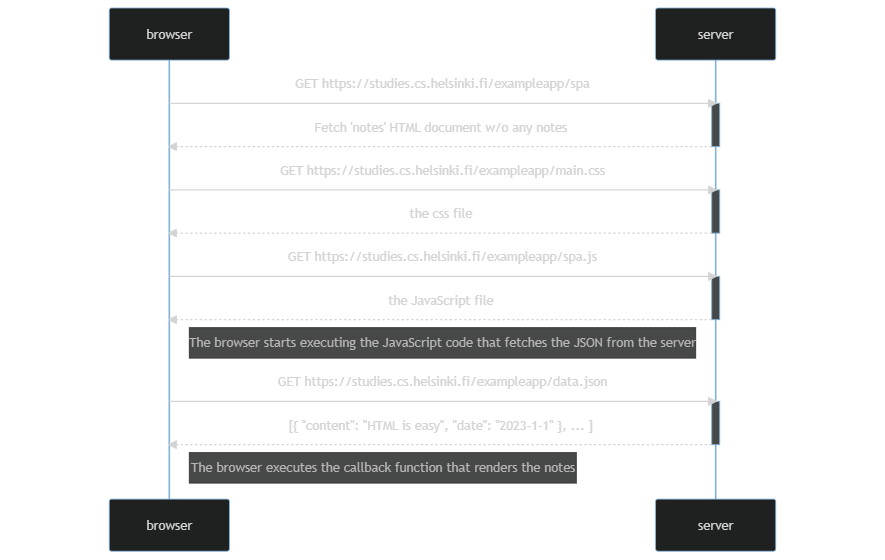 browser
server
GET https://studies.cs.helsinki.fi/exampleapp/spa
Fetch 'notes' HTML document w/o any notes
GET https://studies.cs.helsinki.fi/exampleapp/main.css
the css file
GET https://studies.cs.helsinki.fi/exampleapp/spa.js
the JavaScript file
The browser starts executing the JavaScript code that fetches the JSON from the server
GET https://studies.cs.helsinki.fi/exampleapp/data.json
[{ "content": "HTML is easy", "date": "2023-1-1" }, ... ]
The browser executes the callback function that renders the notes
browser
server